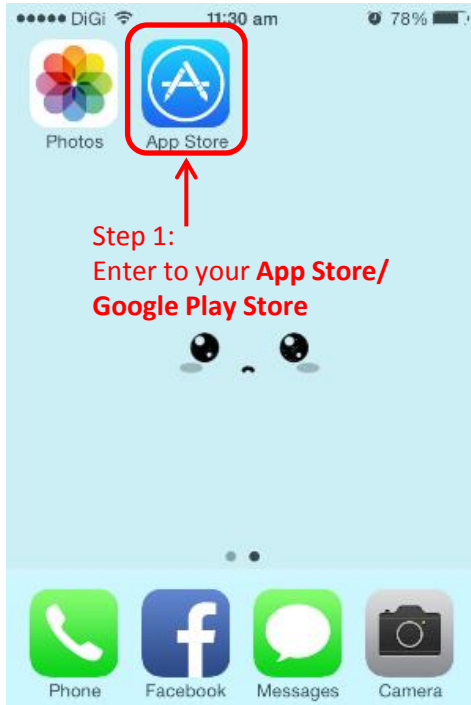 DiGi 11:30 am 78%
Photos App Store
Step 1:
Enter to your App Store/
Google Play Store
Phone Facebook Messages Camera